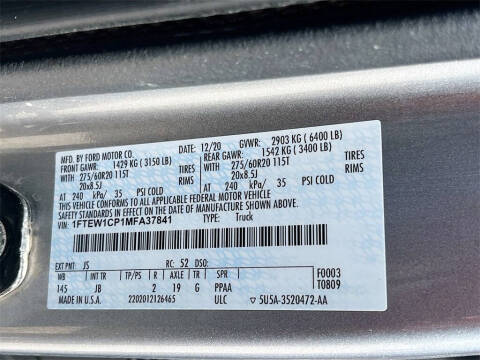 MFD. BY FORD MOTOR CO. DATE: 12/20 GVWR: 2903 KG ( 6400 LB)
FRONT GAWR: 1429 KG ( 3150 LB) REAR GAWR: 1542 KG ( 3400 LB)
WITH 275/60R20 115T TIRES WITH 275/60R20 115T TIRES
20x8.5J RIMS 20x8.5J RIMS
AT 240 kPa/ 35 PSI COLD AT 240 kPa/ 35 PSI COLD
THIS VEHICLE CONFORMS TO ALL APPLICABLE FEDERAL MOTOR VEHICLE SAFETY AND THEFT PREVENTION STANDARDS IN EFFECT ON THE DATE OF MANUFACTURE SHOWN ABOVE.
VIN: 1FTEW1CP1MFA37841 TYPE: Truck
EXT PNT: JS RC: 52 DSO:
WB INT TR TP/PS R AXLE TR SPR F0003
145 JB 2 19 G PPAA T0809
MADE IN U.S.A. 2202012126465 ULC 5U5A-3520472-AA